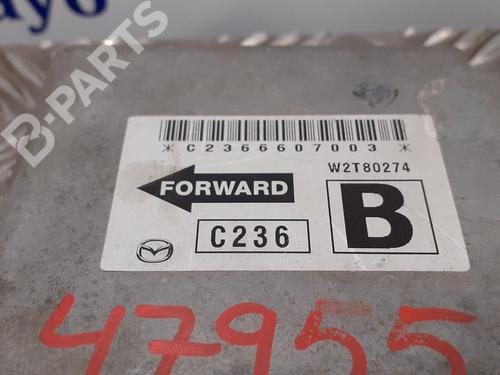 B-PARTS
*C2366607003*
W2T80274
FORWARD
B
C236
47955